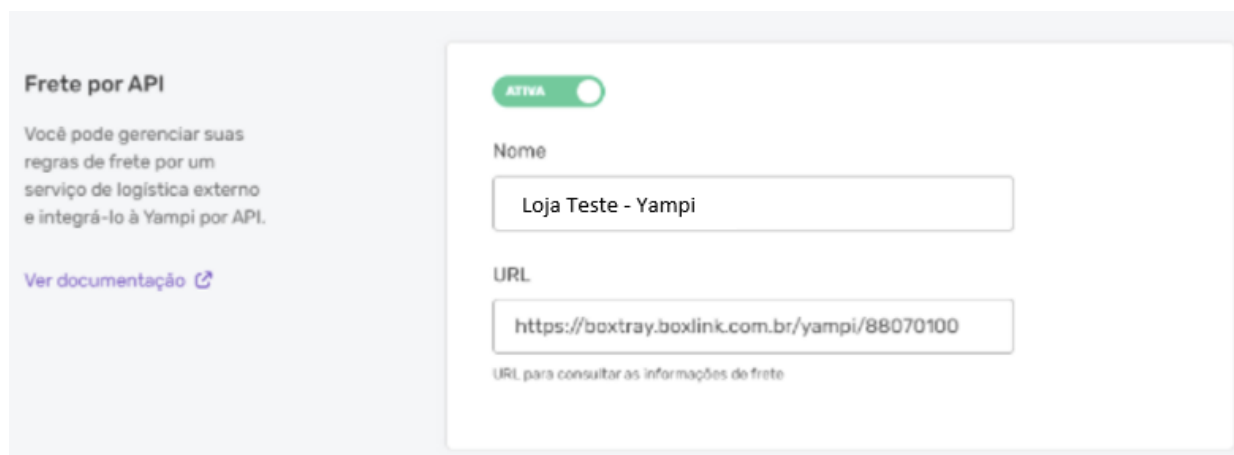 Frete por API
Você pode gerenciar suas
regras de frete por um
serviço de logística externo
e integrá-lo à Yampi por API.
Ver documentação
ATIVA
Nome
Loja Teste - Yampi
URL
https://boxtray.boxlink.com.br/yampi/88070100
URL para consultar as informações do frete